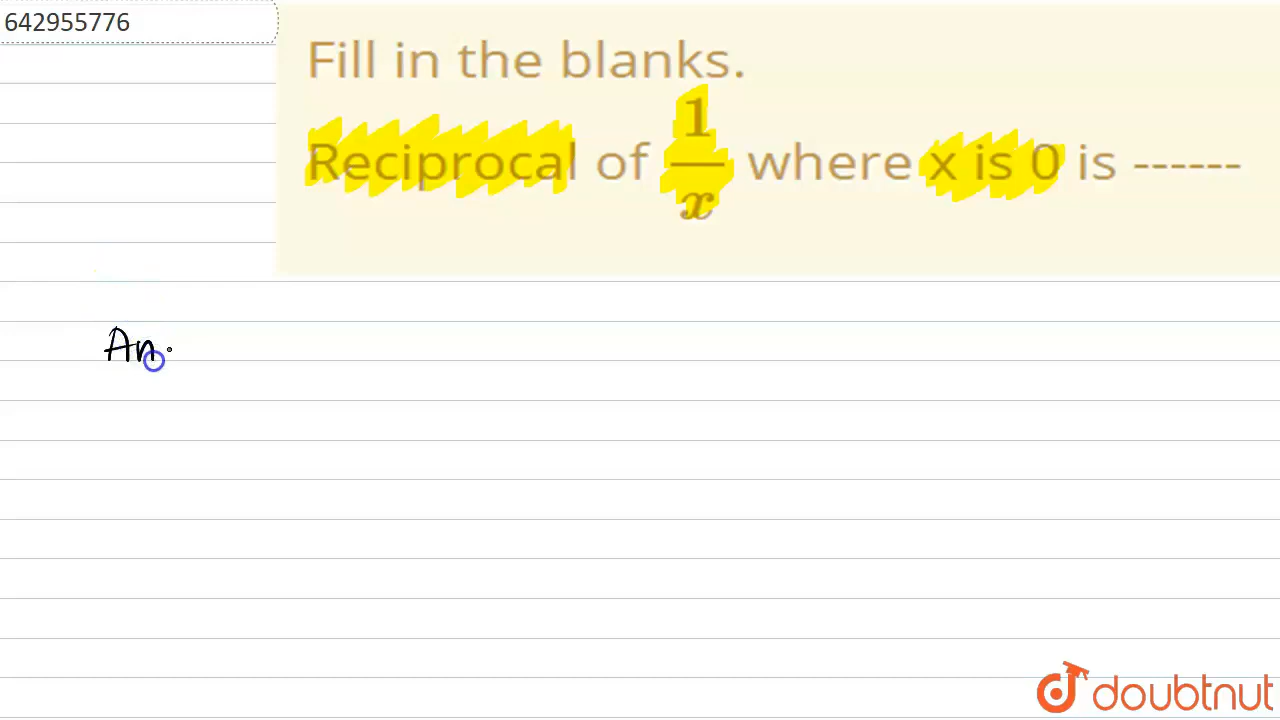 642955776
Fill in the blanks.
Reciprocal of 1/x where x is 0 is ------
An.
doubtnut